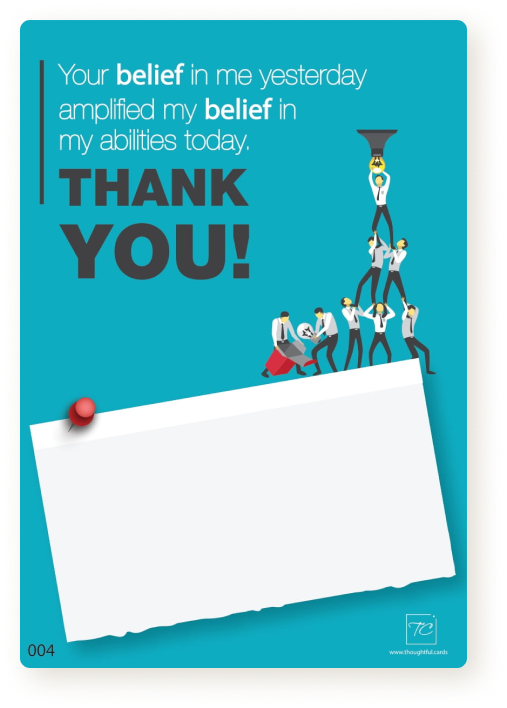 Your belief in me yesterday
amplified my belief in
my abilities today.
THANK
YOU!
004
TC
www.thoughtful.cards